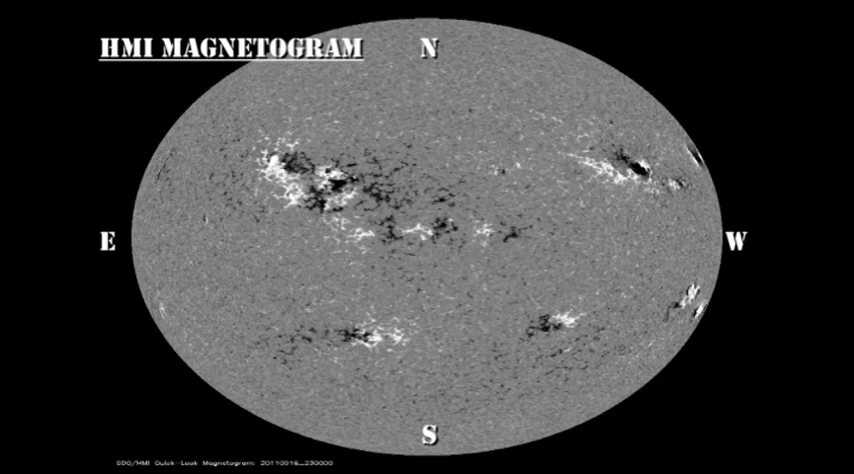 HMI MAGNETOGRAM
N
E
W
S
SDO/HMI Quick-Look Magnetogram: 20110916_230000